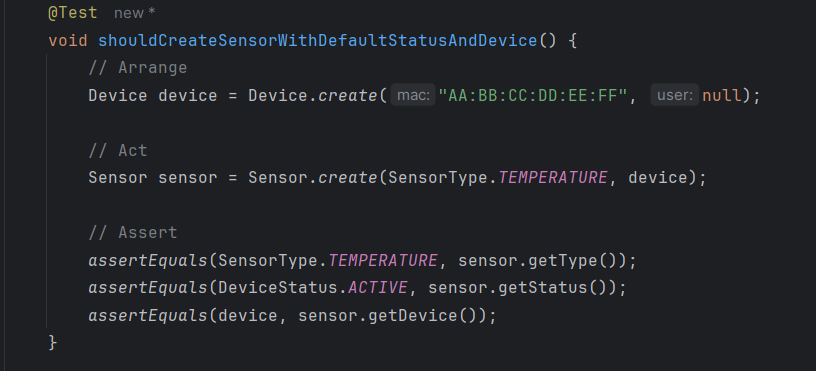 @Test new *
void shouldCreateSensorWithDefaultStatusAndDevice() {
// Arrange
Device device = Device.create( mac: "AA:BB:CC:DD:EE:FF", user: null);
// Act
Sensor sensor = Sensor.create(SensorType.TEMPERATURE, device);
// Assert
assertEquals(SensorType.TEMPERATURE, sensor.getType());
assertEquals(DeviceStatus.ACTIVE, sensor.getStatus());
assertEquals(device, sensor.getDevice());
}